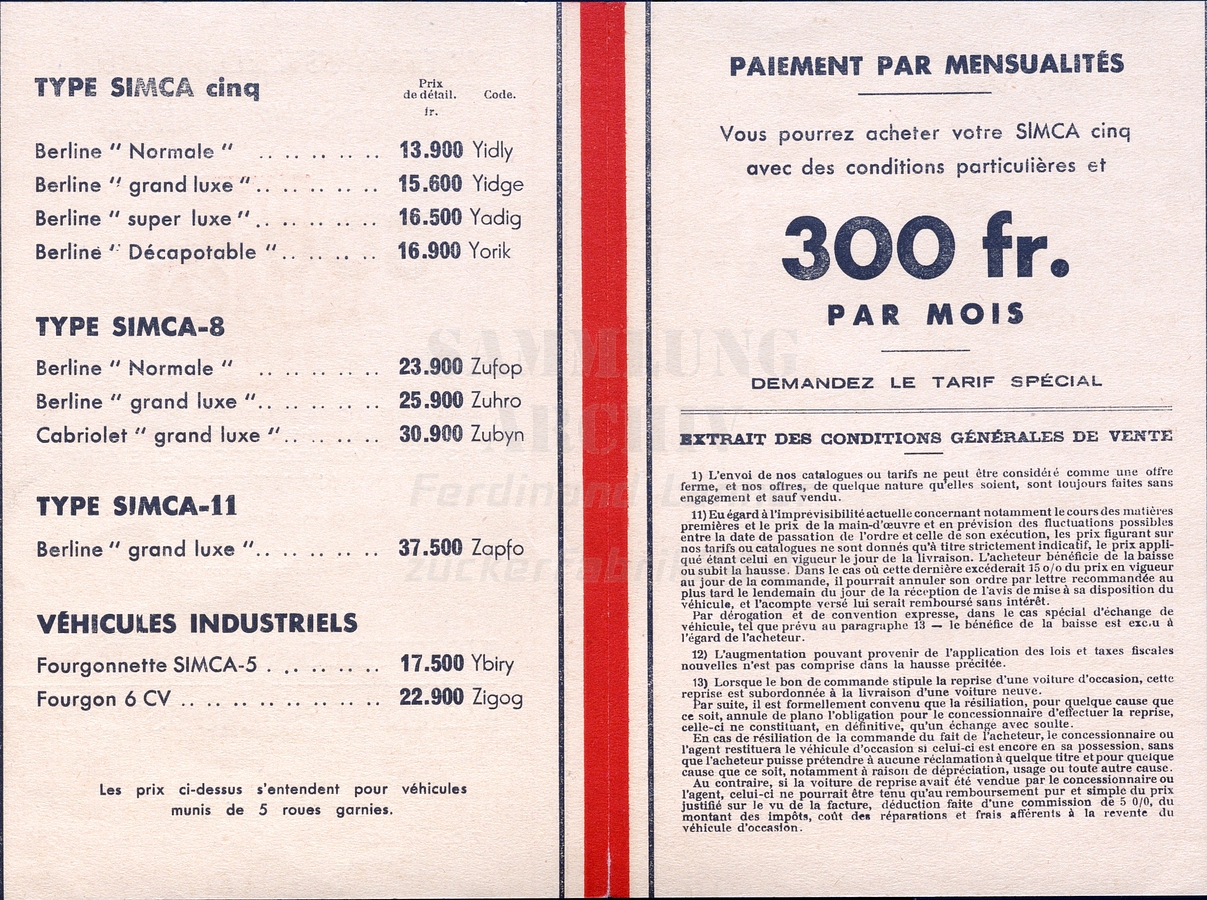 TYPE SIMCA cinq
Prix
de détail. Code.
fr.
Berline " Normale " .. .. .. .. .. .. 13.900 Yidly
Berline " grand luxe ".. .. .. .. .. 15.600 Yidge
Berline " super luxe ".. .. .. .. .. 16.500 Yadig
Berline " Décapotable ".. .. .. .. 16.900 Yorik
TYPE SIMCA-8
Berline " Normale " .. .. .. .. .. 23.900 Zufop
Berline " grand luxe ".. .. .. .. .. 25.900 Zuhro
Cabriolet " grand luxe ".. .. .. .. 30.900 Zubyn
TYPE SIMCA-11
Berline " grand luxe ".. .. .. .. .. 37.500 Zapfo
VÉHICULES INDUSTRIELS
Fourgonnette SIMCA-5 . .. .. .. .. 17.500 Ybiry
Fourgon 6 CV .. .. .. .. .. .. .. .. 22.900 Zigog
Les prix ci-dessus s'entendent pour véhicules
munis de 5 roues garnies.
PAIEMENT PAR MENSUALITÉS
Vous pourrez acheter votre SIMCA cinq
avec des conditions particulières et
300 fr.
PAR MOIS
DEMANDEZ LE TARIF SPÉCIAL
EXTRAIT DES CONDITIONS GÉNÉRALES DE VENTE
1) L'envoi de nos catalogues ou tarifs ne peut être considéré comme une offre
ferme, et nos offres, de quelque nature qu'elles soient, sont toujours faites sans
engagement et sauf vendu.
11) Eu égard à l'imprévisibilité actuelle concernant notamment le cours des matières
premières et le prix de la main-d'œuvre et en prévision des fluctuations possibles
entre la date de passation de l'ordre et celle de son exécution, les prix figurant sur
nos tarifs ou catalogues ne sont donnés qu'à titre strictement indicatif, le prix appli-
qué étant celui en vigueur le jour de la livraison. L'acheteur bénéficie de la baisse
ou subit la hausse. Dans le cas où cette dernière excéderait 15 o/o du prix en vigueur
au jour de la commande, il pourrait annuler son ordre par lettre recommandée au
plus tard le lendemain du jour de la réception de l'avis de mise à sa disposition du
véhicule, et l'acompte versé lui serait remboursé sans intérêt.
Par dérogation et de convention expresse, dans le cas spécial d'échange de
véhicule, tel que prévu au paragraphe 13 — le bénéfice de la baisse est exclu à
l'égard de l'acheteur.
12) L'augmentation pouvant provenir de l'application des lois et taxes fiscales
nouvelles n'est pas comprise dans la hausse précitée.
13) Lorsque le bon de commande stipule la reprise d'une voiture d'occasion, cette
reprise est subordonnée à la livraison d'une voiture neuve.
Par suite, il est formellement convenu que la résiliation, pour quelque cause que
ce soit, annule de plano l'obligation pour le concessionnaire d'effectuer la reprise,
celle-ci ne constituant, en définitive, qu'un échange avec soulte.
En cas de résiliation de la commande du fait de l'acheteur, le concessionnaire ou
l'agent restituera le véhicule d'occasion si celui-ci est encore en sa possession, sans
que l'acheteur puisse prétendre à aucune réclamation à quelque titre et pour quelque
cause que ce soit, notamment à raison de dépréciation, usage ou toute autre cause.
Au contraire, si la voiture de reprise avait été vendue par le concessionnaire ou
l'agent, celui-ci ne pourrait être tenu qu'au remboursement pur et simple du prix
justifié sur le vu de la facture, déduction faite d'une commission de 5 0/0, du
montant des impôts, coût des réparations et frais afférents à la revente du
véhicule d'occasion.
SAMMLUNG
ARCHIV
Ferdinand